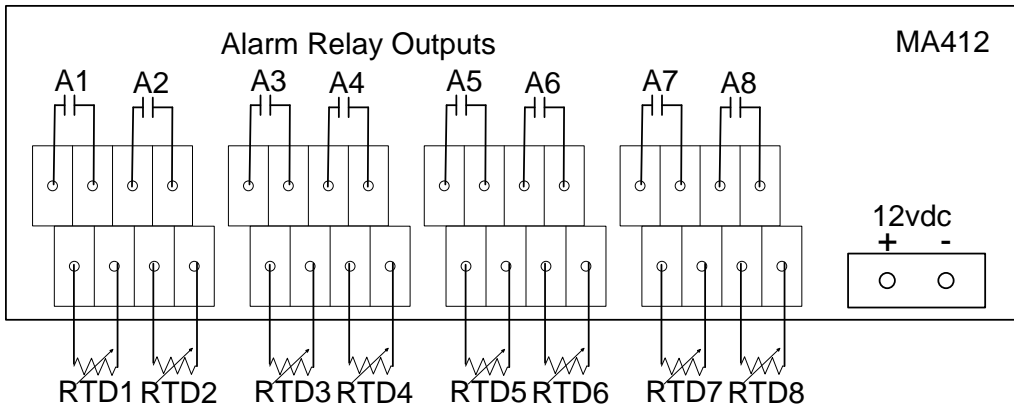 Alarm Relay Outputs
MA412
A1 A2 A3 A4 A5 A6 A7 A8
12vdc
+ -
RTD1 RTD2 RTD3 RTD4 RTD5 RTD6 RTD7 RTD8